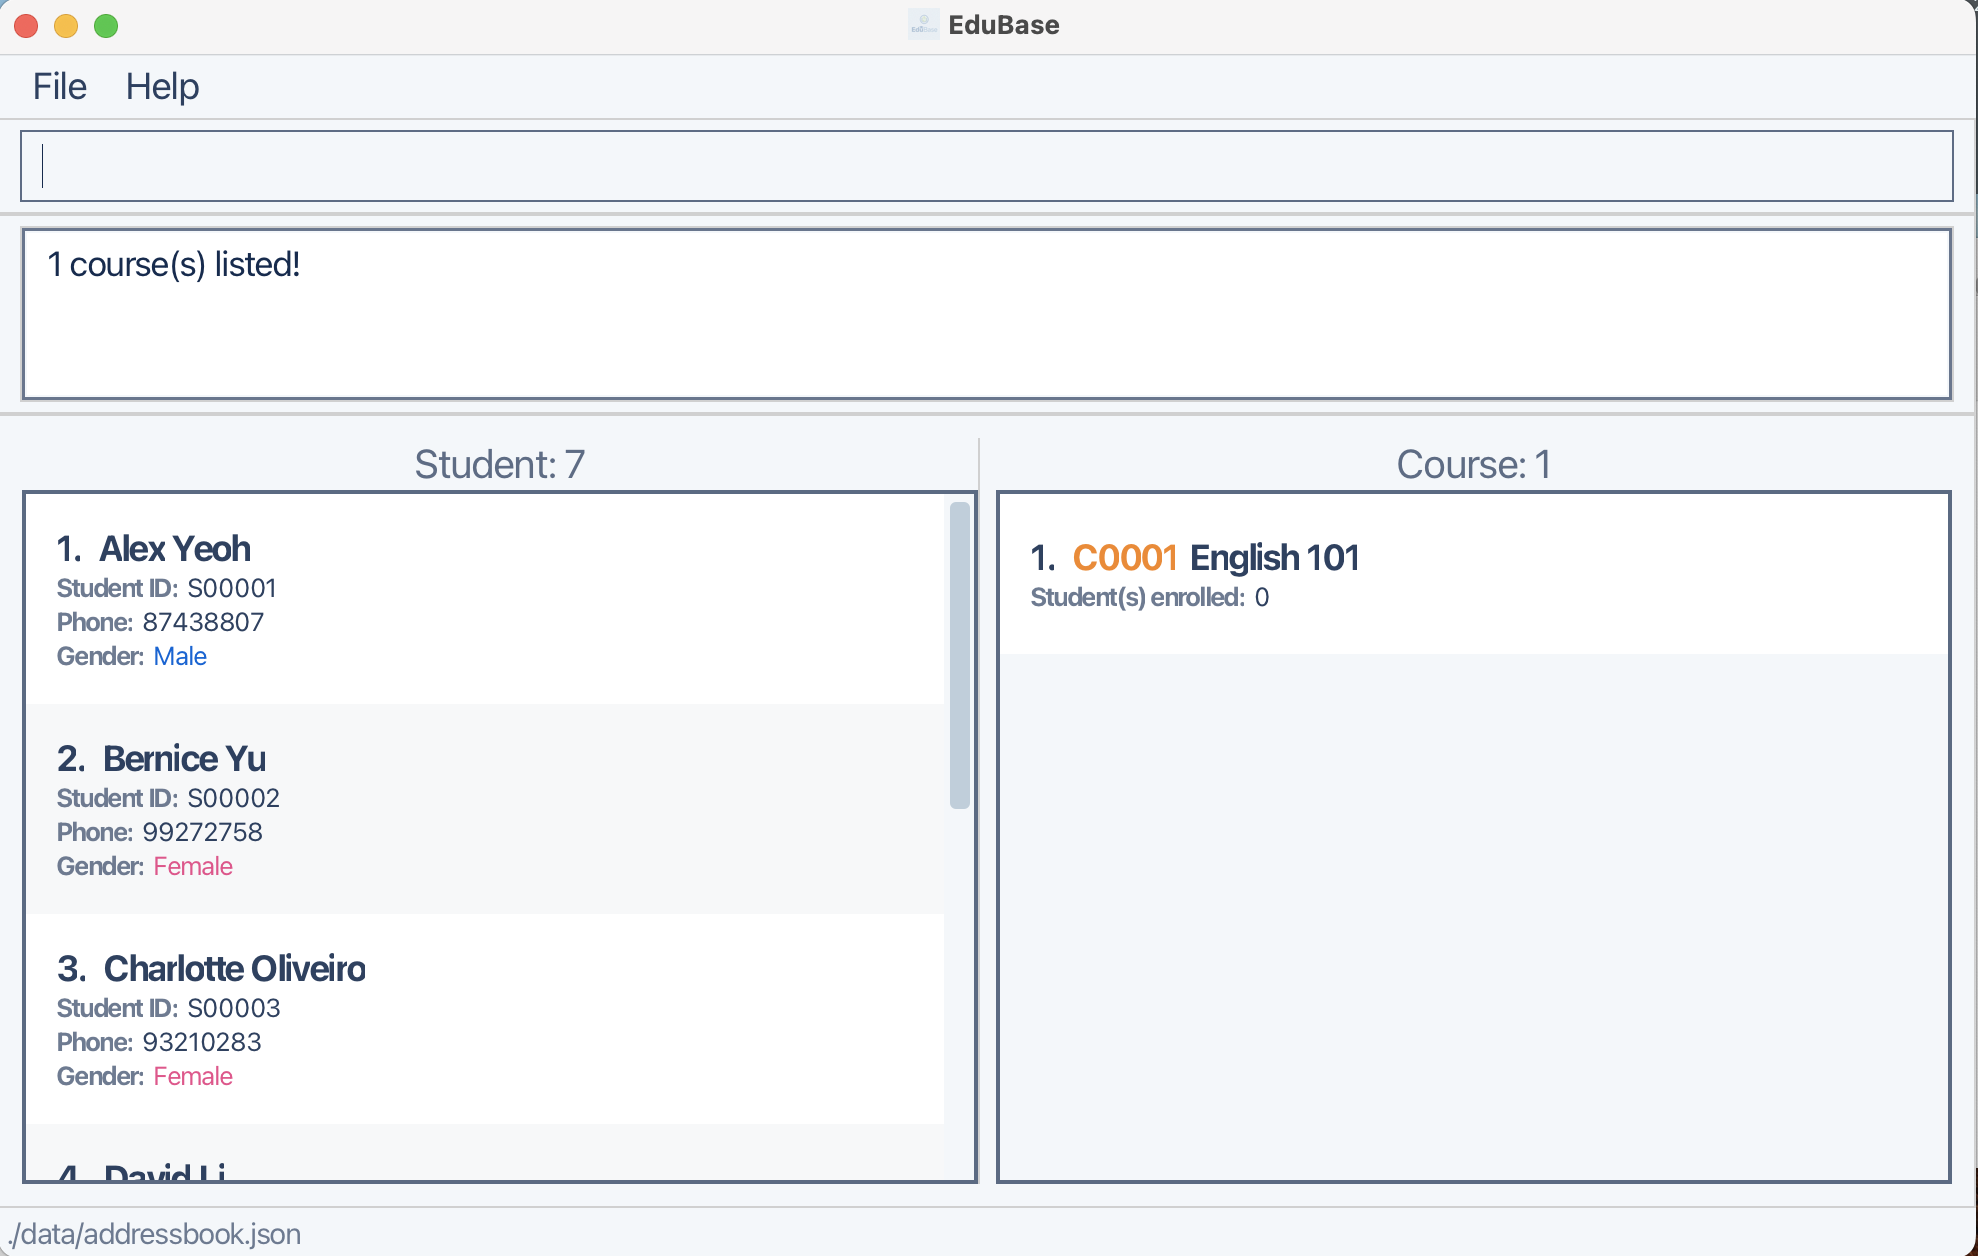 EduBase
File Help
1 course(s) listed!
Student: 7
1. Alex Yeoh
Student ID: S00001
Phone: 87438807
Gender: Male
2. Bernice Yu
Student ID: S00002
Phone: 99272758
Gender: Female
3. Charlotte Oliveiro
Student ID: S00003
Phone: 93210283
Gender: Female
4. David Li
Course: 1
1. C0001 English 101
Student(s) enrolled: 0
./data/addressbook.json